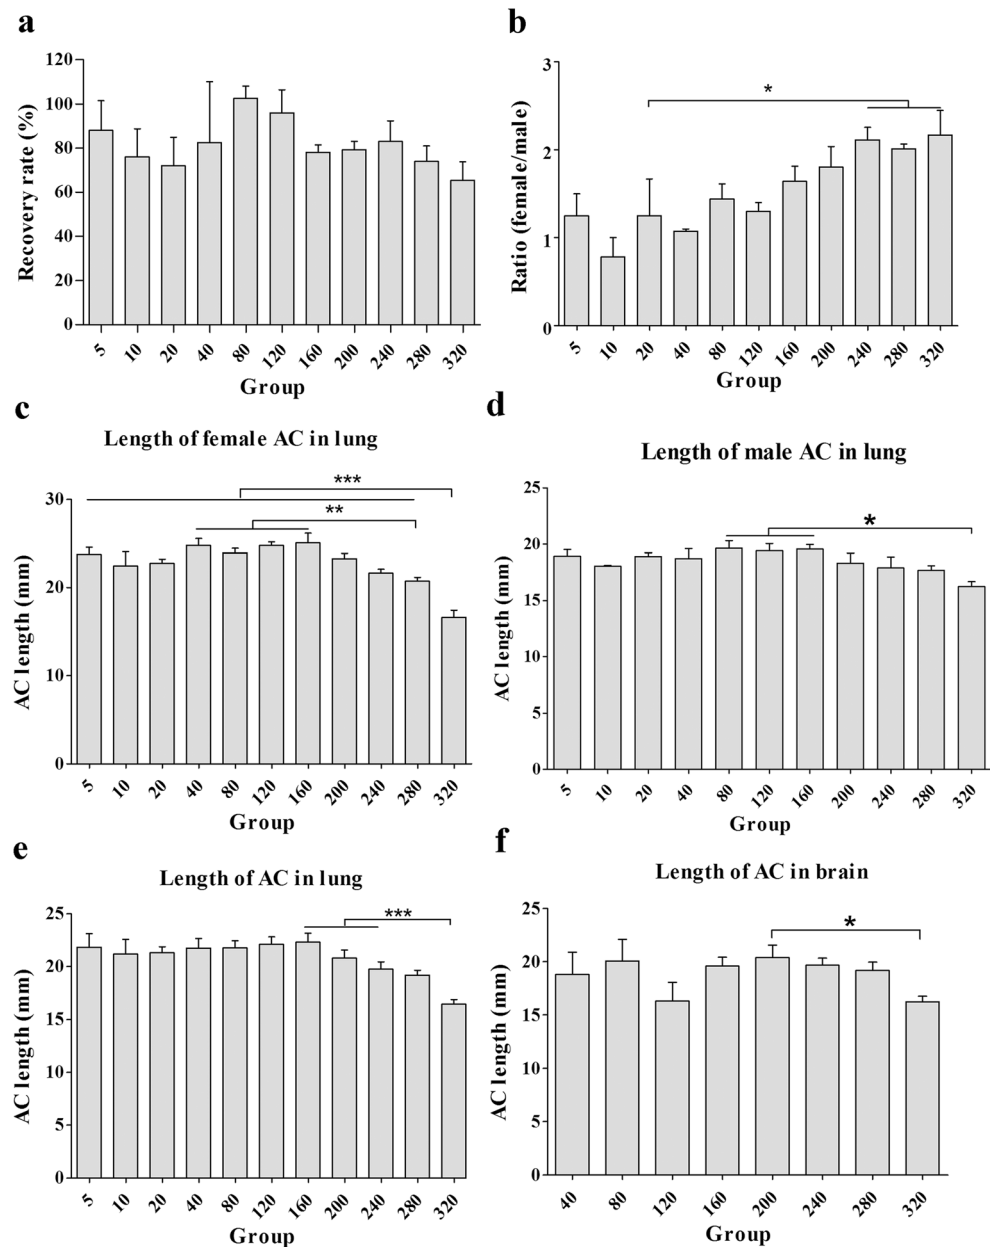 a
120
100
80
60
40
20
0
Recovery rate (%)
5 10 20 40 80 120 160 200 240 280 320
Group
b
3
2
1
0
Ratio (female/male)
*
5 10 20 40 80 120 160 200 240 280 320
Group
c
Length of female AC in lung
30
20
10
0
AC length (mm)
***
**
5 10 20 40 80 120 160 200 240 280 320
Group
d
Length of male AC in lung
25
20
15
10
5
0
AC length (mm)
*
5 10 20 40 80 120 160 200 240 280 320
Group
e
Length of AC in lung
25
20
15
10
5
0
AC length (mm)
***
5 10 20 40 80 120 160 200 240 280 320
Group
f
Length of AC in brain
25
20
15
10
5
0
AC length (mm)
*
40 80 120 160 200 240 280 320
Group